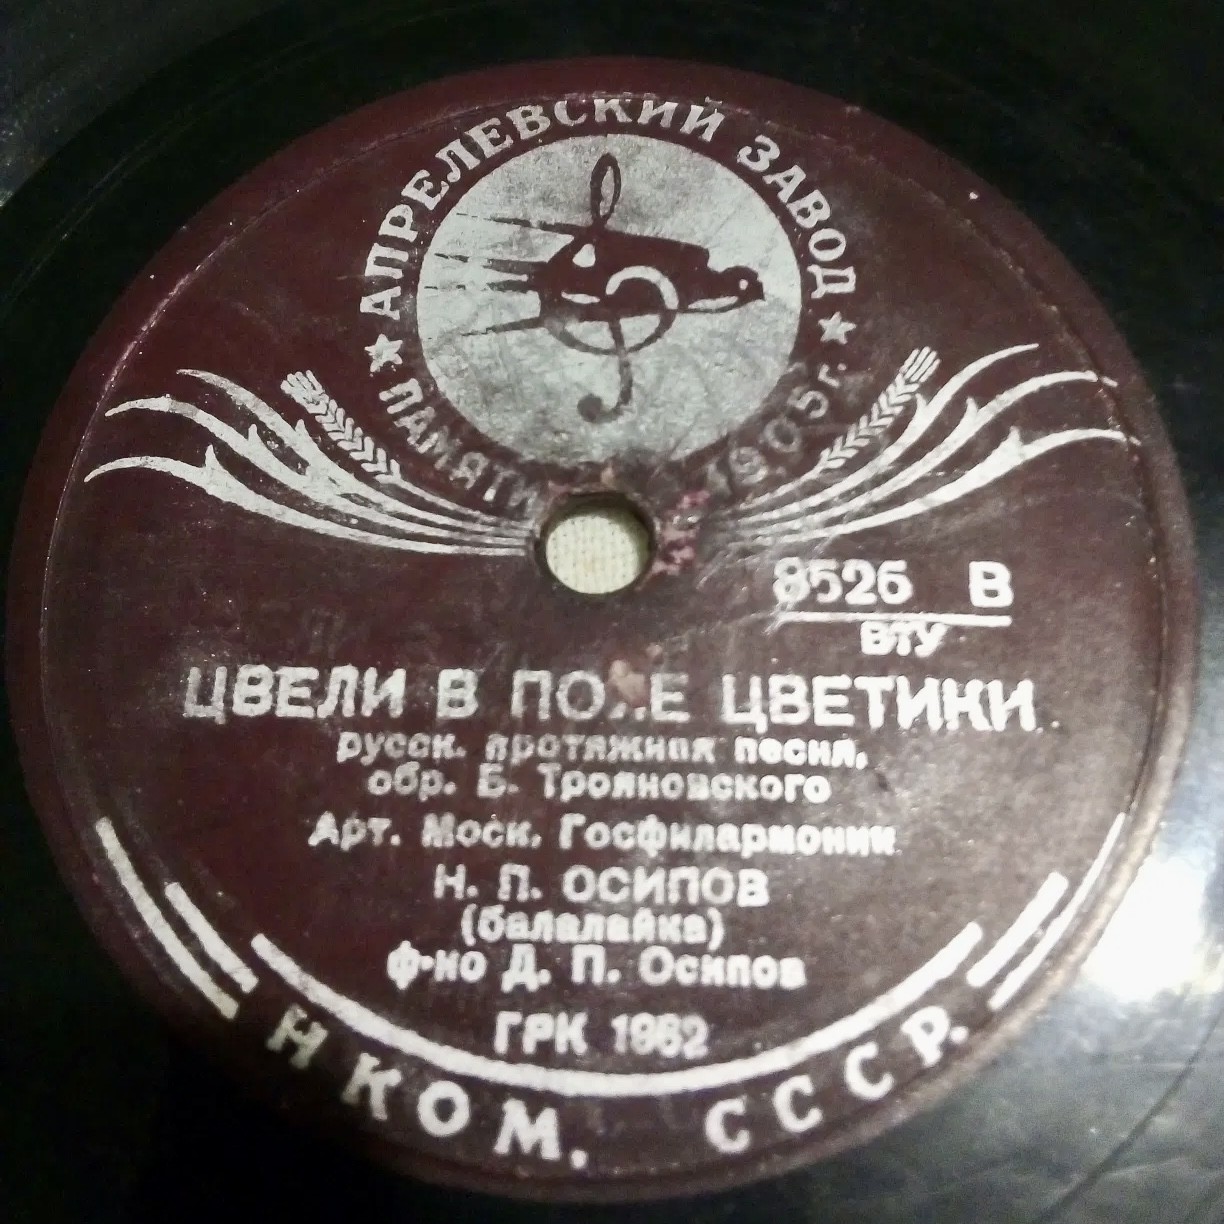 ★ АПРЕЛЕВСКИЙ ЗАВОД ★
ПАМЯТИ 1905 г.
8526 В
ВТУ
ЦВЕЛИ В ПОЛЕ ЦВЕТИКИ
русск. протяжная песня,
обр. Б. Трояновского
Арт. Моск. Госфилармонии
Н. П. ОСИПОВ
(балалайка)
ф-но Д. П. Осипов
ГРК 1962
НКОМ. СССР.